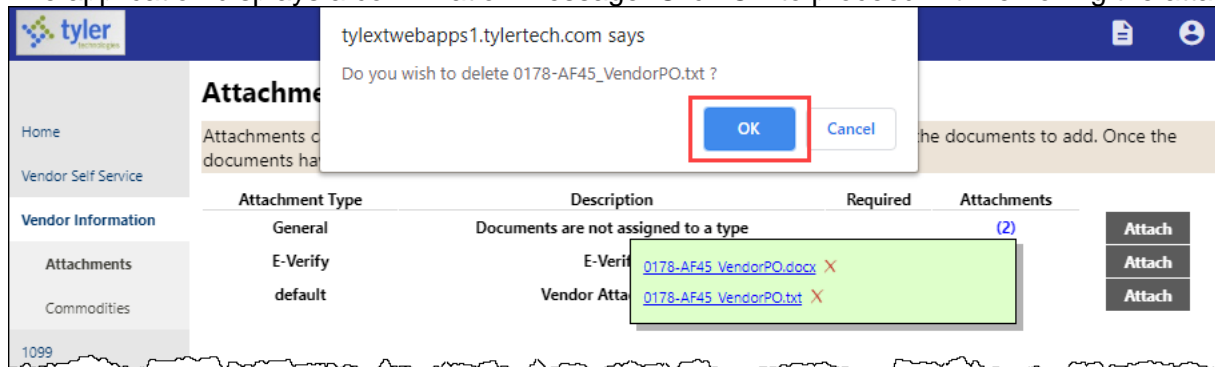 tyler
technologies
tylextwebapps1.tylertech.com says
Do you wish to delete 0178-AF45_VendorPO.txt ?
OK
Cancel
Attachme
Attachments c he documents to add. Once the
documents ha
Home
Vendor Self Service
Vendor Information
Attachments
Commodities
1099
Attachment Type Description Required Attachments
General Documents are not assigned to a type (2) Attach
E-Verify E-Verif Attach
default Vendor Atta Attach
0178-AF45_VendorPO.docx X
0178-AF45_VendorPO.txt X